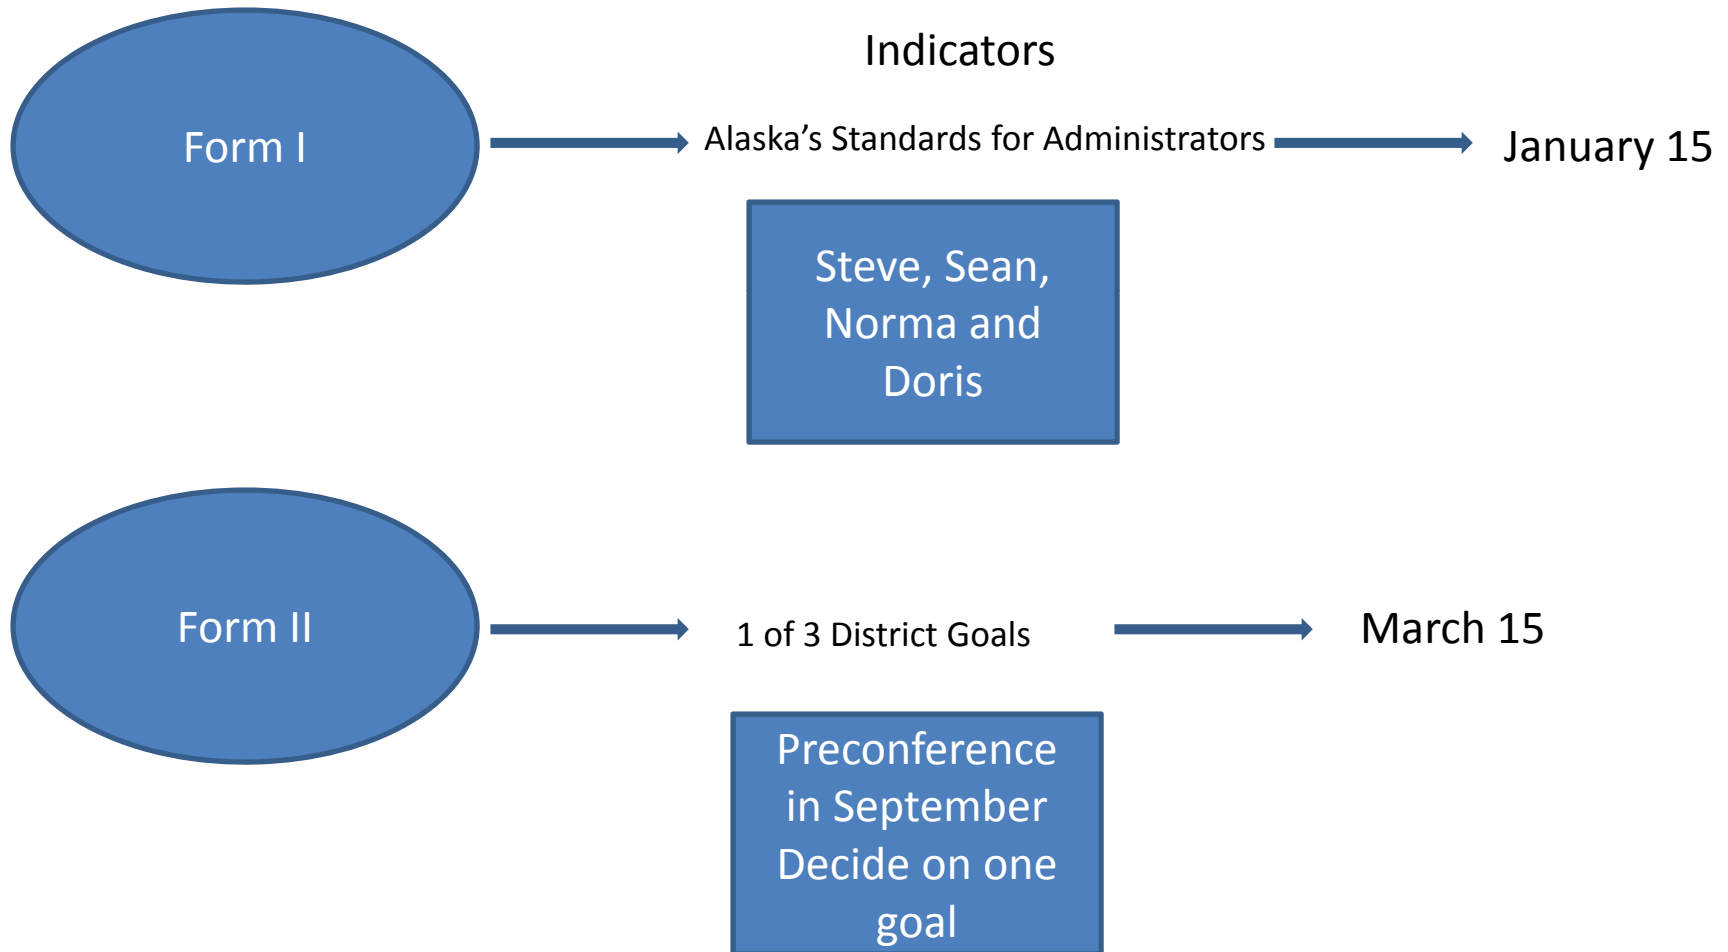 Indicators
Form I
Alaska’s Standards for Administrators
January 15
Steve, Sean,
Norma and
Doris
Form II
1 of 3 District Goals
March 15
Preconference
in September
Decide on one
goal